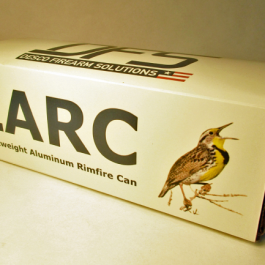 DFS
DESCO FIREARM SOLUTIONS
LARC
weight Aluminum Rimfire Can